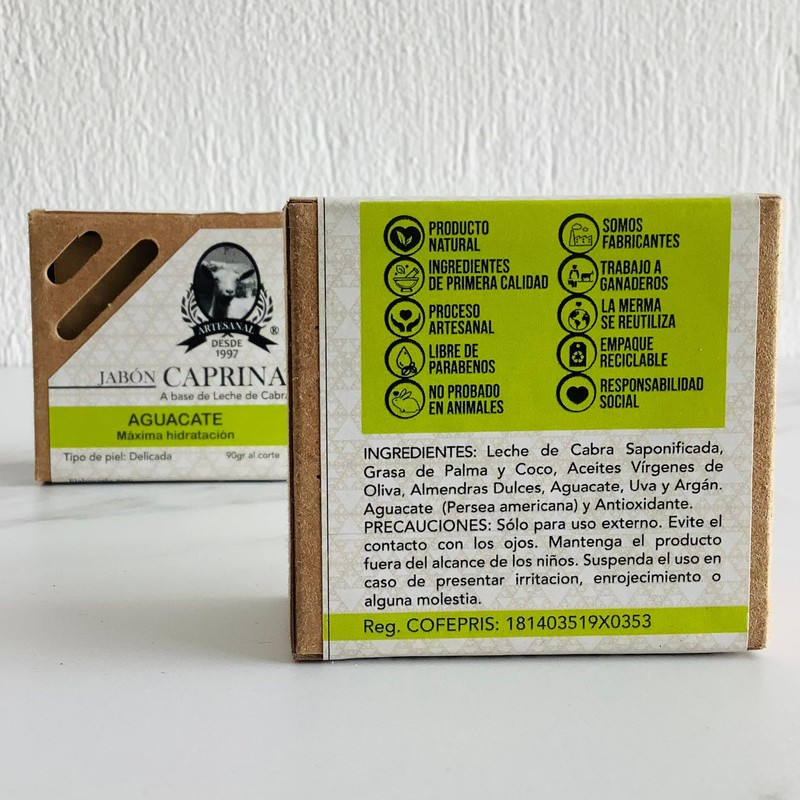 ARTESANAL
®
DESDE
1997
JABÓN CAPRINA
A base de Leche de Cabra
AGUACATE
Máxima hidratación
Tipo de piel: Delicada 90gr al corte
PRODUCTO
NATURAL
INGREDIENTES
DE PRIMERA CALIDAD
PROCESO
ARTESANAL
LIBRE DE
PARABENOS
NO PROBADO
EN ANIMALES
SOMOS
FABRICANTES
TRABAJO A
GANADEROS
LA MERMA
SE REUTILIZA
EMPAQUE
RECICLABLE
RESPONSABILIDAD
SOCIAL
INGREDIENTES: Leche de Cabra Saponificada,
Grasa de Palma y Coco, Aceites Vírgenes de
Oliva, Almendras Dulces, Aguacate, Uva y Argán.
Aguacate (Persea americana) y Antioxidante.
PRECAUCIONES: Sólo para uso externo. Evite el
contacto con los ojos. Mantenga el producto
fuera del alcance de los niños. Suspenda el uso en
caso de presentar irritacion, enrojecimiento o
alguna molestia.
Reg. COFEPRIS: 181403519X0353